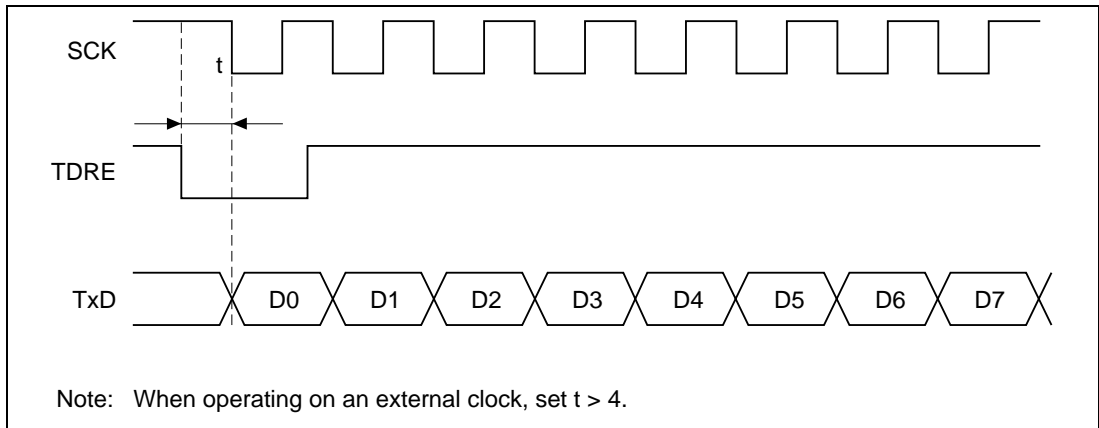 SCK
t
TDRE
TxD D0 D1 D2 D3 D4 D5 D6 D7
Note: When operating on an external clock, set t > 4.